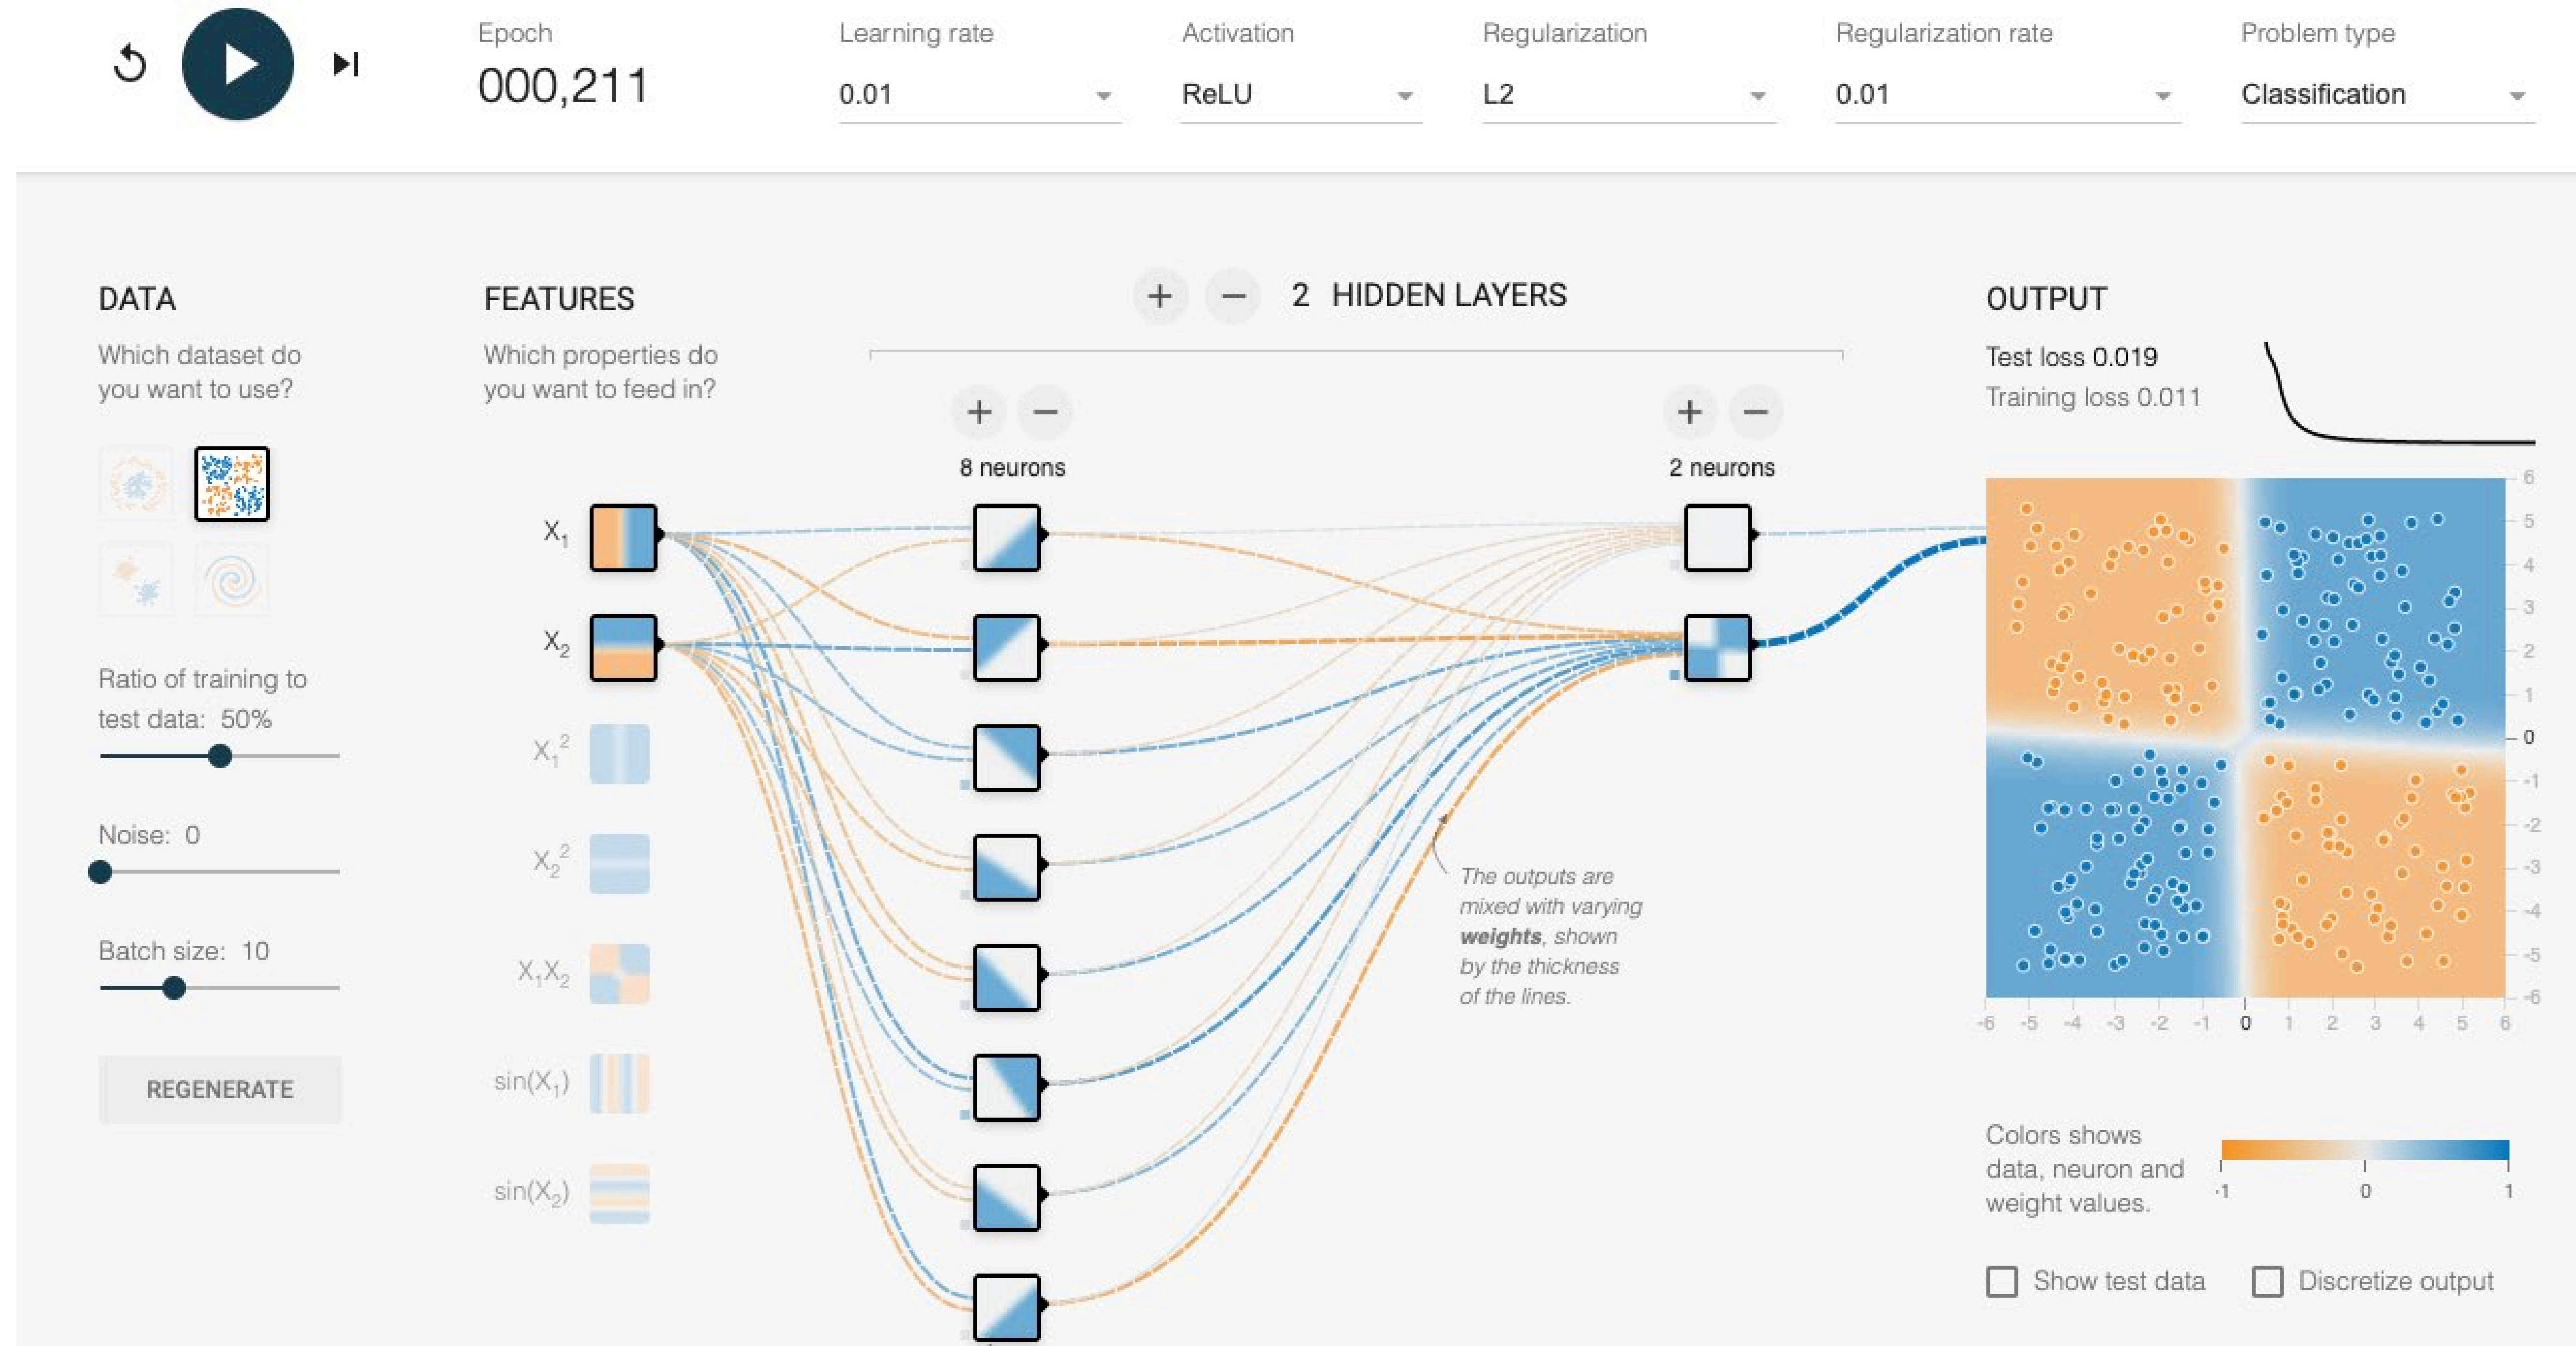 Epoch
000,211
Learning rate
0.01
Activation
ReLU
Regularization
L2
Regularization rate
0.01
Problem type
Classification
DATA
Which dataset do
you want to use?
Ratio of training to
test data: 50%
Noise: 0
Batch size: 10
REGENERATE
FEATURES
Which properties do
you want to feed in?
X₁
X₂
X₁²
X₂²
X₁X₂
sin(X₁)
sin(X₂)
2 HIDDEN LAYERS
8 neurons
2 neurons
The outputs are
mixed with varying
weights, shown
by the thickness
of the lines.
OUTPUT
Test loss 0.019
Training loss 0.011
6
5
4
3
2
1
0
-1
-2
-3
-4
-5
-6
-6 -5 -4 -3 -2 -1 0 1 2 3 4 5 6
Colors shows
data, neuron and
weight values.
-1 0 1
Show test data
Discretize output